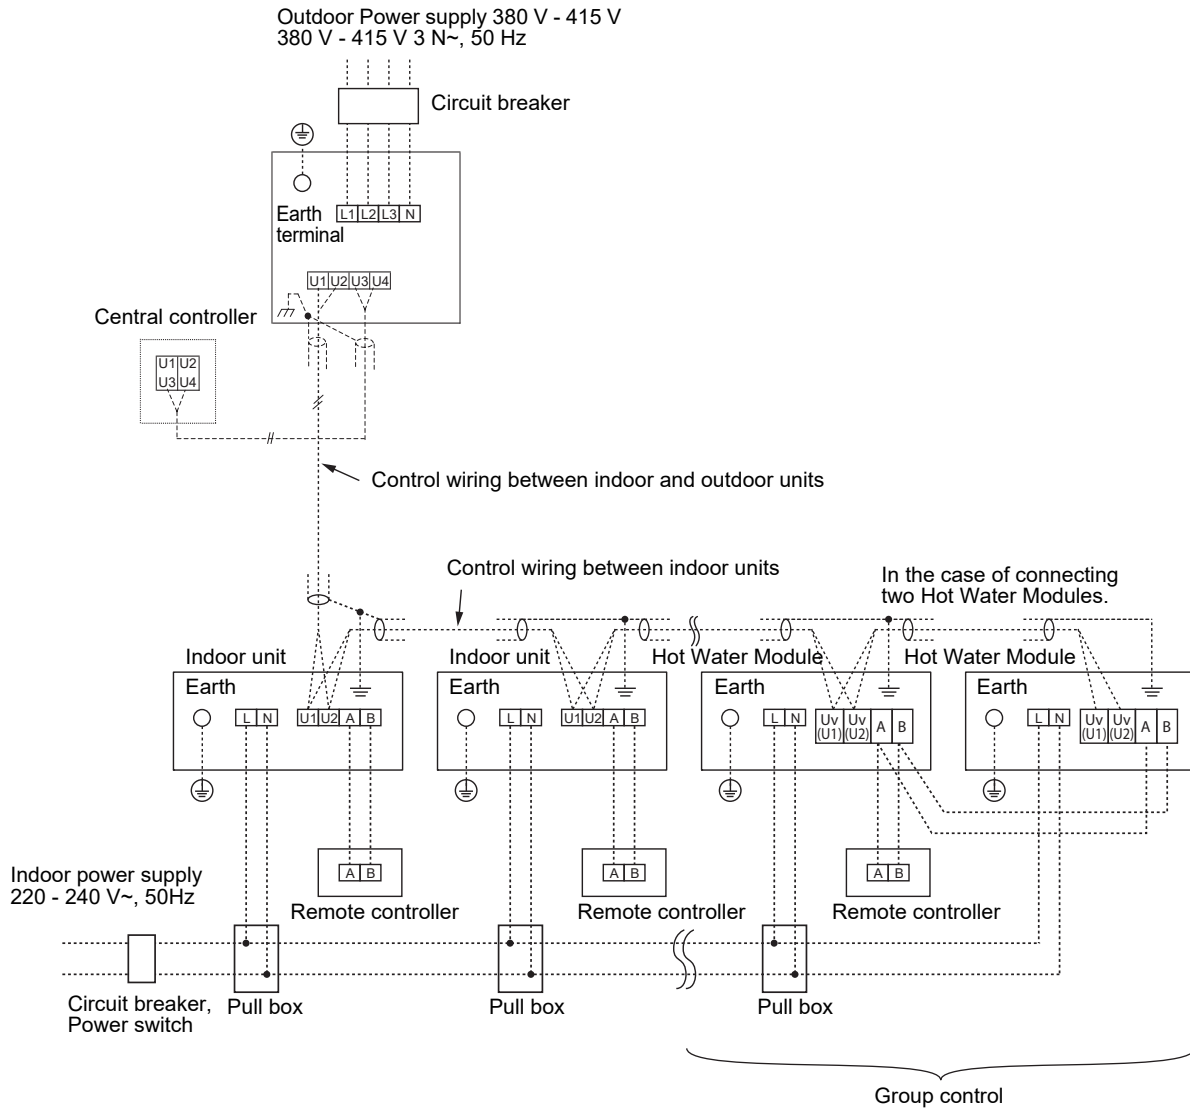 Outdoor Power supply 380 V - 415 V
380 V - 415 V 3 N~, 50 Hz
Circuit breaker
Earth
terminal
L1 L2 L3 N
U1 U2 U3 U4
Central controller
U1 U2
U3 U4
Control wiring between indoor and outdoor units
Control wiring between indoor units
In the case of connecting
two Hot Water Modules.
Indoor unit
Indoor unit
Hot Water Module
Hot Water Module
Earth
Earth
Earth
Earth
L N
U1 U2 A B
L N
U1 U2 A B
L N
Uv (U1)
Uv (U2)
A B
L N
Uv (U1)
Uv (U2)
A B
A B
A B
A B
Indoor power supply
220 - 240 V~, 50Hz
Remote controller
Remote controller
Remote controller
Circuit breaker,
Power switch
Pull box
Pull box
Pull box
Group control